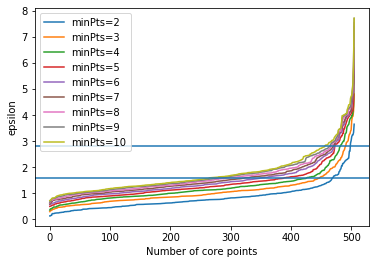 8
7
6
5
4
3
2
1
0
epsilon
minPts=2
minPts=3
minPts=4
minPts=5
minPts=6
minPts=7
minPts=8
minPts=9
minPts=10
0 100 200 300 400 500
Number of core points